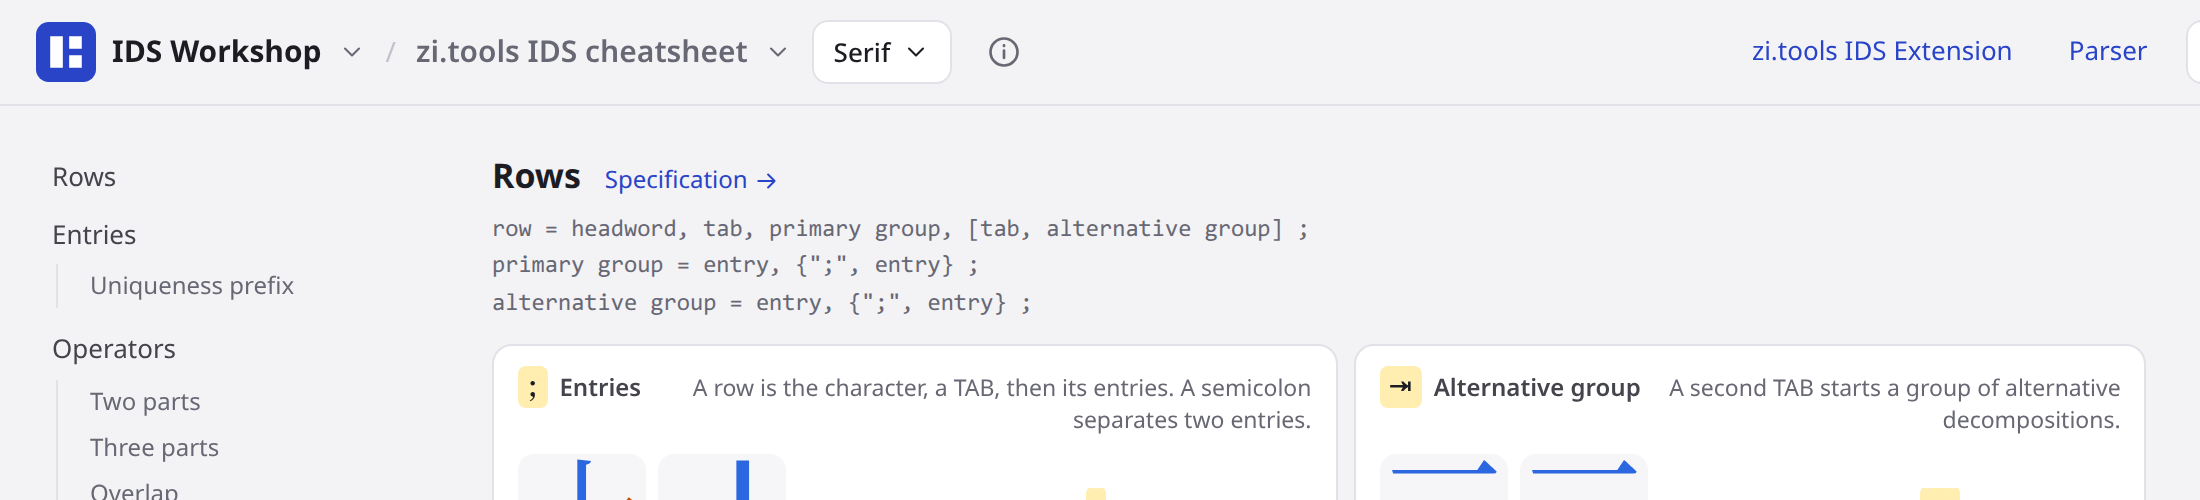 IDS Workshop / zi.tools IDS cheatsheet Serif zi.tools IDS Extension Parser
Rows
Entries
Uniqueness prefix
Operators
Two parts
Three parts
Overlap
Rows Specification →
row = headword, tab, primary group, [tab, alternative group] ;
primary group = entry, {";", entry} ;
alternative group = entry, {";", entry} ;
; Entries A row is the character, a TAB, then its entries. A semicolon
separates two entries.
⇥ Alternative group A second TAB starts a group of alternative
decompositions.